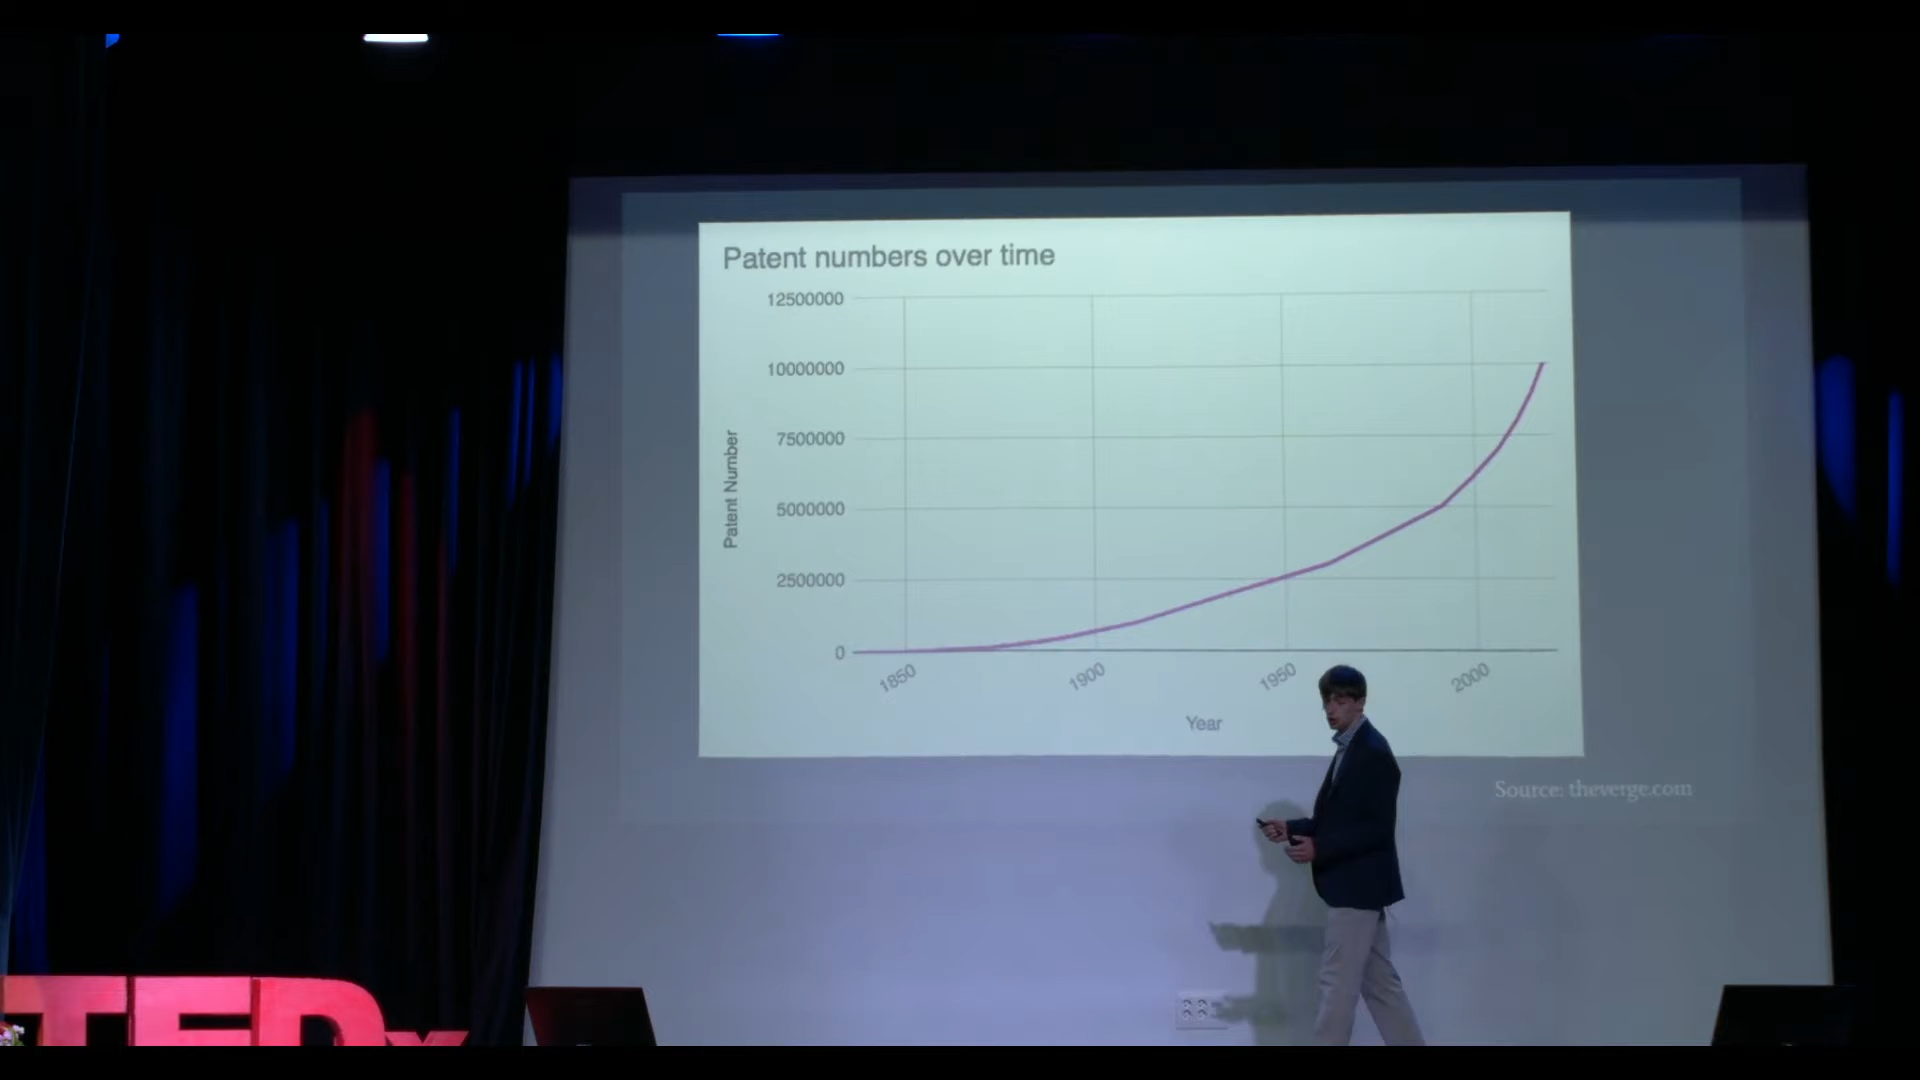 Patent numbers over time
12500000
10000000
7500000
5000000
2500000
0
Patent Number
1850
1900
1950
2000
Year
Source: theverge.com
TEDx